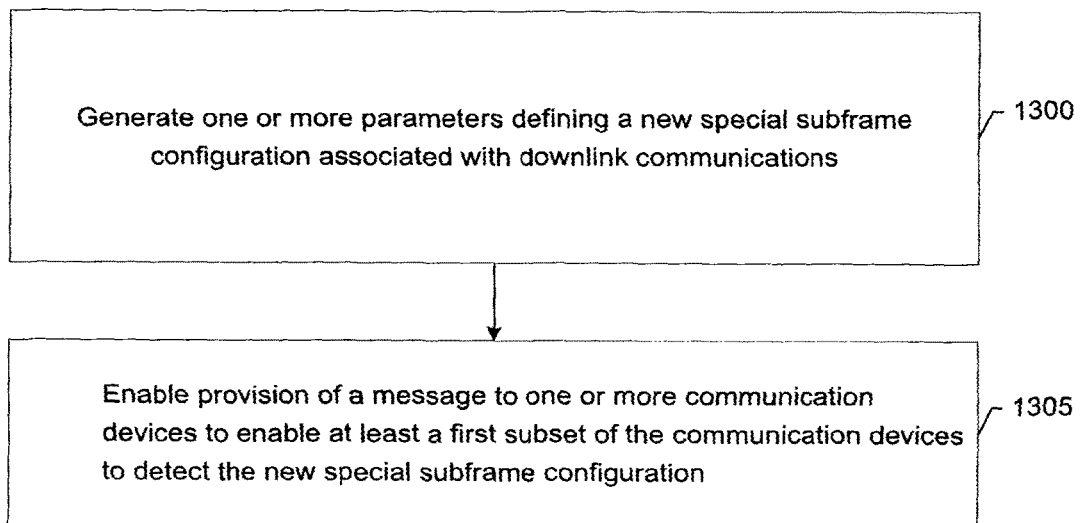 Generate one or more parameters defining a new special subframe
configuration associated with downlink communications
1300
Enable provision of a message to one or more communication
devices to enable at least a first subset of the communication devices
to detect the new special subframe configuration
1305